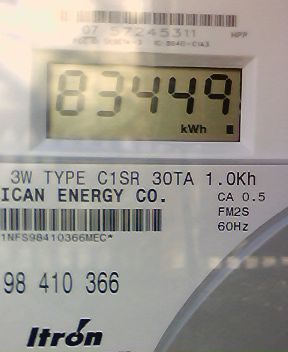 07 57245311
83449
kWh
3W TYPE C1SR 30TA 1.0Kh
ICAN ENERGY CO.
CA 0.5
FM2S
60Hz
1NFS98410366MEC*
98 410 366
Itron